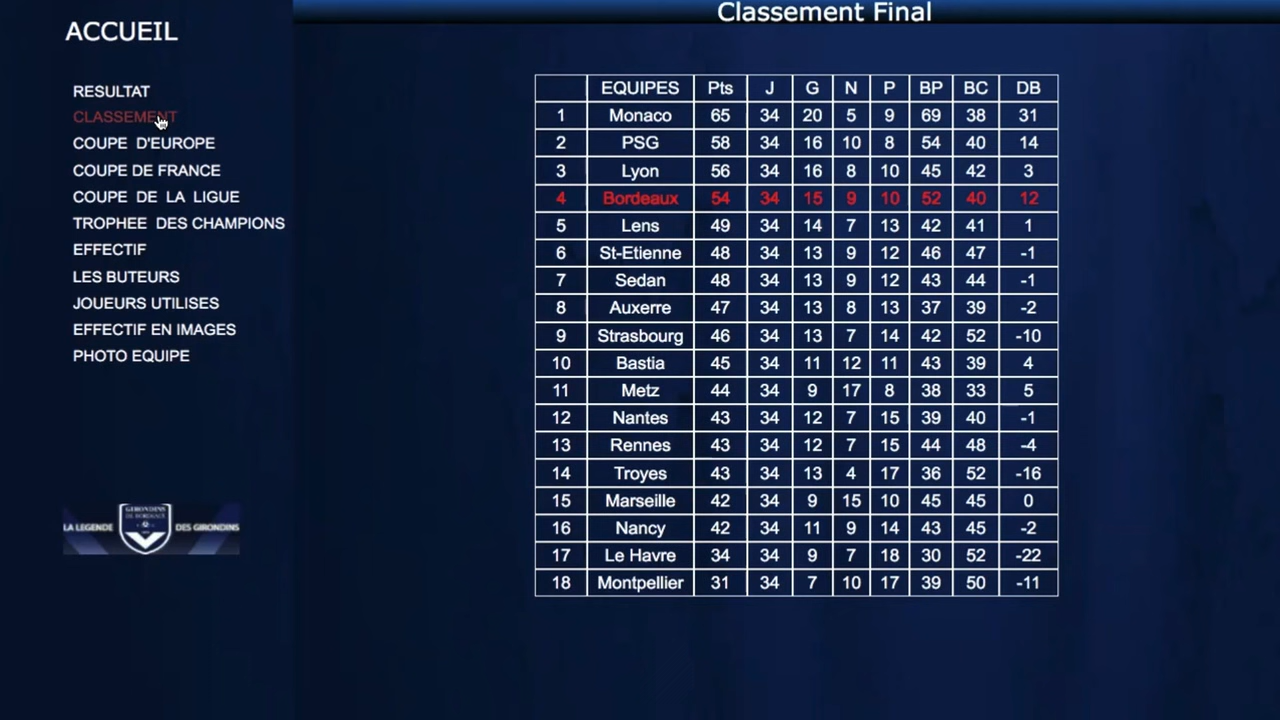 Classement Final
ACCUEIL
RESULTAT
CLASSEMENT
COUPE D'EUROPE
COUPE DE FRANCE
COUPE DE LA LIGUE
TROPHEE DES CHAMPIONS
EFFECTIF
LES BUTEURS
JOUEURS UTILISES
EFFECTIF EN IMAGES
PHOTO EQUIPE
LA LEGENDE GIRONDINS DE BORDEAUX DES GIRONDINS
EQUIPES Pts J G N P BP BC DB
1 Monaco 65 34 20 5 9 69 38 31
2 PSG 58 34 16 10 8 54 40 14
3 Lyon 56 34 16 8 10 45 42 3
4 Bordeaux 54 34 15 9 10 52 40 12
5 Lens 49 34 14 7 13 42 41 1
6 St-Etienne 48 34 13 9 12 46 47 -1
7 Sedan 48 34 13 9 12 43 44 -1
8 Auxerre 47 34 13 8 13 37 39 -2
9 Strasbourg 46 34 13 7 14 42 52 -10
10 Bastia 45 34 11 12 11 43 39 4
11 Metz 44 34 9 17 8 38 33 5
12 Nantes 43 34 12 7 15 39 40 -1
13 Rennes 43 34 12 7 15 44 48 -4
14 Troyes 43 34 13 4 17 36 52 -16
15 Marseille 42 34 9 15 10 45 45 0
16 Nancy 42 34 11 9 14 43 45 -2
17 Le Havre 34 34 9 7 18 30 52 -22
18 Montpellier 31 34 7 10 17 39 50 -11